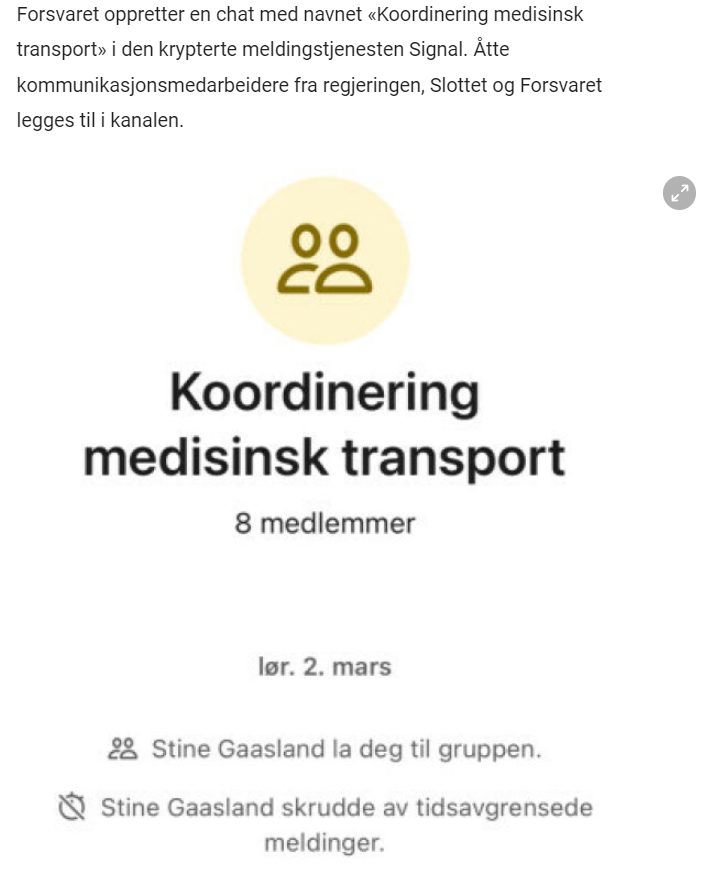 Forsvaret oppretter en chat med navnet «Koordinering medisinsk
transport» i den krypterte meldingstjenesten Signal. Åtte
kommunikasjonsmedarbeidere fra regjeringen, Slottet og Forsvaret
legges til i kanalen.
Koordinering
medisinsk transport
8 medlemmer
lør. 2. mars
Stine Gaasland la deg til gruppen.
Stine Gaasland skrudde av tidsavgrensede
meldinger.